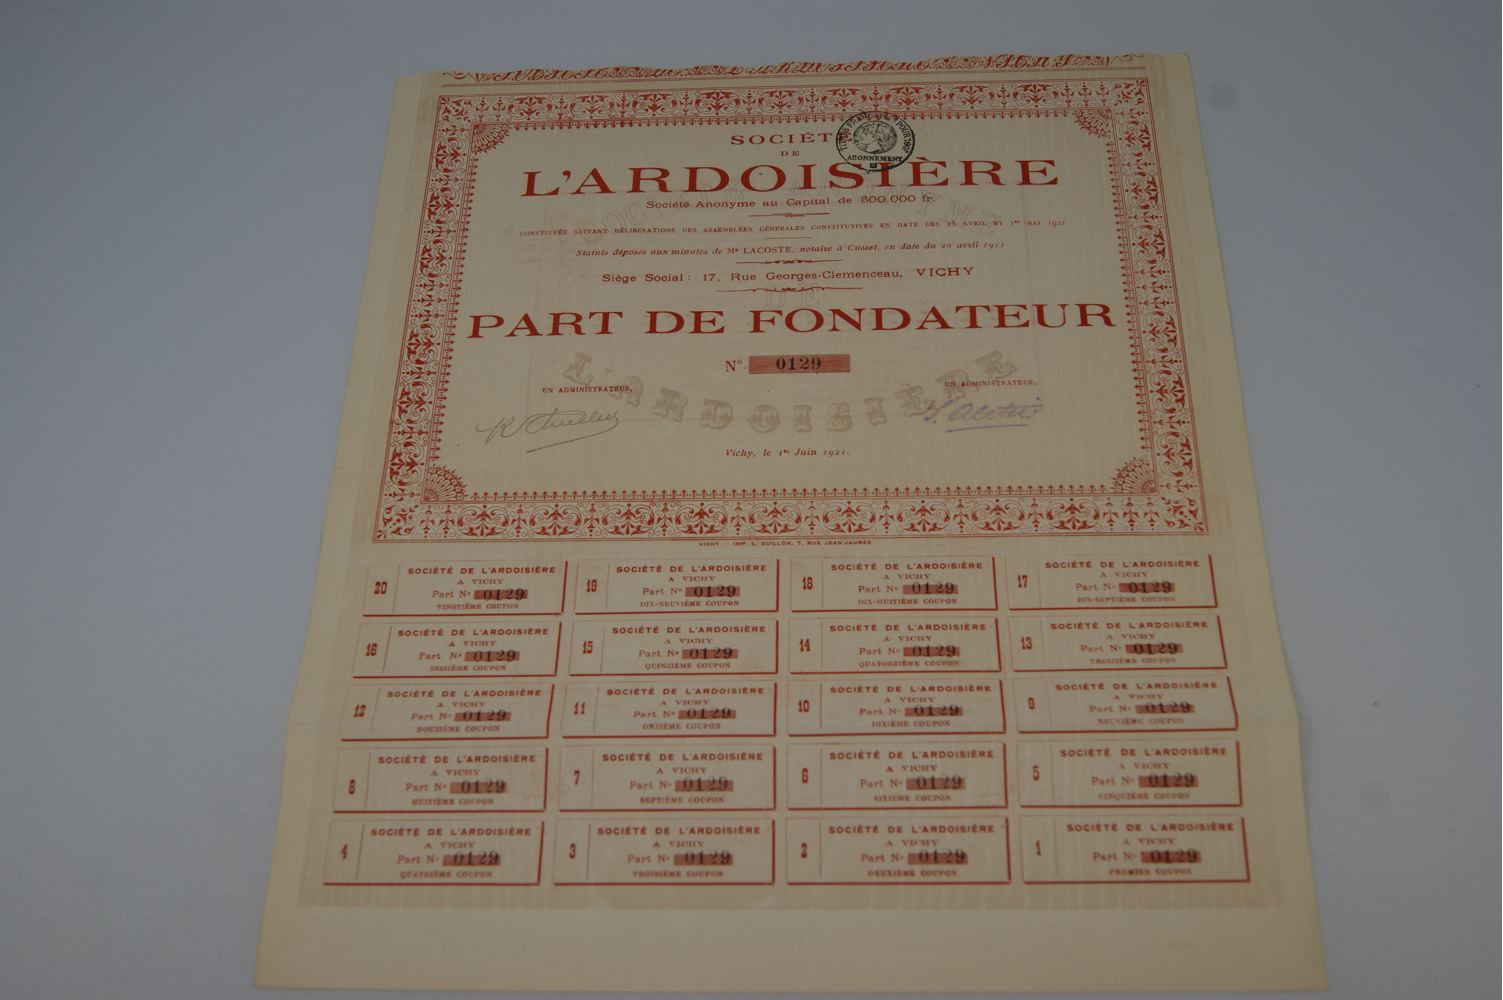 SOCIÉTÉ
DE
ABONNEMENT
L'ARDOISIÈRE
Société Anonyme au Capital de 600.000 fr.
CONSTITUÉE SUIVANT DÉLIBÉRATIONS DES ASSEMBLÉES GÉNÉRALES CONSTITUTIVES EN DATE DES 25 AVRIL ET 1er MAI 1921
Statuts déposés aux minutes de Me LACOSTE, notaire à Cusset, en date du 20 avril 1921
Siège Social : 17, Rue Georges-Clemenceau, VICHY
PART DE FONDATEUR
N° 0129
L'ARDOISIÈRE
UN ADMINISTRATEUR, UN ADMINISTRATEUR,
Vichy, le 1er Juin 1921.
VICHY. — IMP. L. GUILLON, 7, RUE JEAN-JAURÈS
20 SOCIÉTÉ DE L'ARDOISIÈRE
A VICHY
Part N° 0129
VINGTIÈME COUPON
19 SOCIÉTÉ DE L'ARDOISIÈRE
A VICHY
Part N° 0129
DIX-NEUVIÈME COUPON
18 SOCIÉTÉ DE L'ARDOISIÈRE
A VICHY
Part N° 0129
DIX-HUITIÈME COUPON
17 SOCIÉTÉ DE L'ARDOISIÈRE
A VICHY
Part N° 0129
DIX-SEPTIÈME COUPON
16 SOCIÉTÉ DE L'ARDOISIÈRE
A VICHY
Part N° 0129
SEIZIÈME COUPON
15 SOCIÉTÉ DE L'ARDOISIÈRE
A VICHY
Part N° 0129
QUINZIÈME COUPON
14 SOCIÉTÉ DE L'ARDOISIÈRE
A VICHY
Part N° 0129
QUATORZIÈME COUPON
13 SOCIÉTÉ DE L'ARDOISIÈRE
A VICHY
Part N° 0129
TREIZIÈME COUPON
12 SOCIÉTÉ DE L'ARDOISIÈRE
A VICHY
Part N° 0129
DOUZIÈME COUPON
11 SOCIÉTÉ DE L'ARDOISIÈRE
A VICHY
Part N° 0129
ONZIÈME COUPON
10 SOCIÉTÉ DE L'ARDOISIÈRE
A VICHY
Part N° 0129
DIXIÈME COUPON
9 SOCIÉTÉ DE L'ARDOISIÈRE
A VICHY
Part N° 0129
NEUVIÈME COUPON
8 SOCIÉTÉ DE L'ARDOISIÈRE
A VICHY
Part N° 0129
HUITIÈME COUPON
7 SOCIÉTÉ DE L'ARDOISIÈRE
A VICHY
Part N° 0129
SEPTIÈME COUPON
6 SOCIÉTÉ DE L'ARDOISIÈRE
A VICHY
Part N° 0129
SIXIÈME COUPON
5 SOCIÉTÉ DE L'ARDOISIÈRE
A VICHY
Part N° 0129
CINQUIÈME COUPON
4 SOCIÉTÉ DE L'ARDOISIÈRE
A VICHY
Part N° 0129
QUATRIÈME COUPON
3 SOCIÉTÉ DE L'ARDOISIÈRE
A VICHY
Part N° 0129
TROISIÈME COUPON
2 SOCIÉTÉ DE L'ARDOISIÈRE
A VICHY
Part N° 0129
DEUXIÈME COUPON
1 SOCIÉTÉ DE L'ARDOISIÈRE
A VICHY
Part N° 0129
PREMIER COUPON